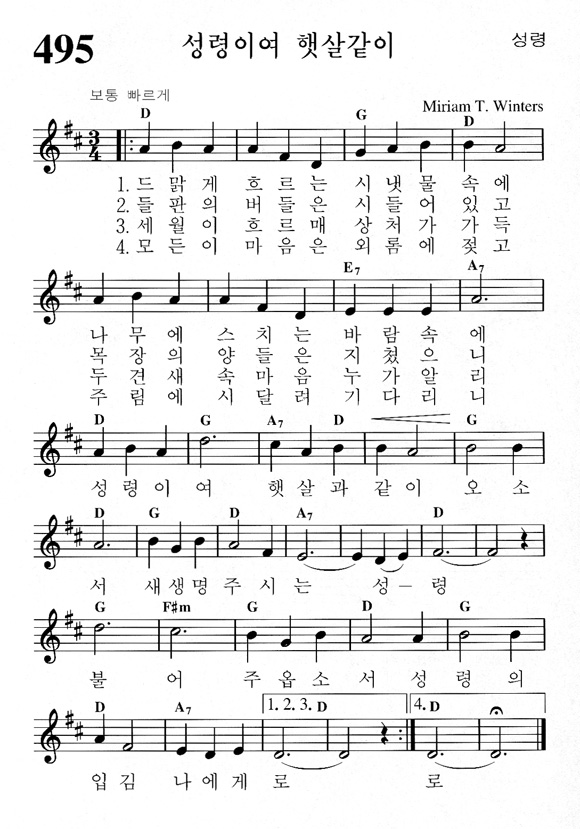 495 성령이여 햇살같이 성령
보통 빠르게
Miriam T. Winters
D G D
3 4
1. 드 맑 게 흐 르 는 시 냇 물 속 에
2. 들 판 의 버 들 은 시 들 어 있 고
3. 세 월 이 흐 르 매 상 처 가 가 득
4. 모 든 이 마 음 은 외 롬 에 젖 고
E7 A7
나 무 에 스 치 는 바 람 속 에
목 장 의 양 들 은 지 쳤 으 니
두 견 새 속 마 음 누 가 알 리
주 림 에 시 달 려 기 다 리 니
D G A7 D G
성 령 이 여 햇 살 과 같 이 오 소
D G D A7 D
서 새 생 명 주 시 는 성 – 령
G F#m G D G
불 어 주 옵 소 서 성 령 의
D A7 1. 2. 3. D 4. D
입 김 나 에 게 로 로